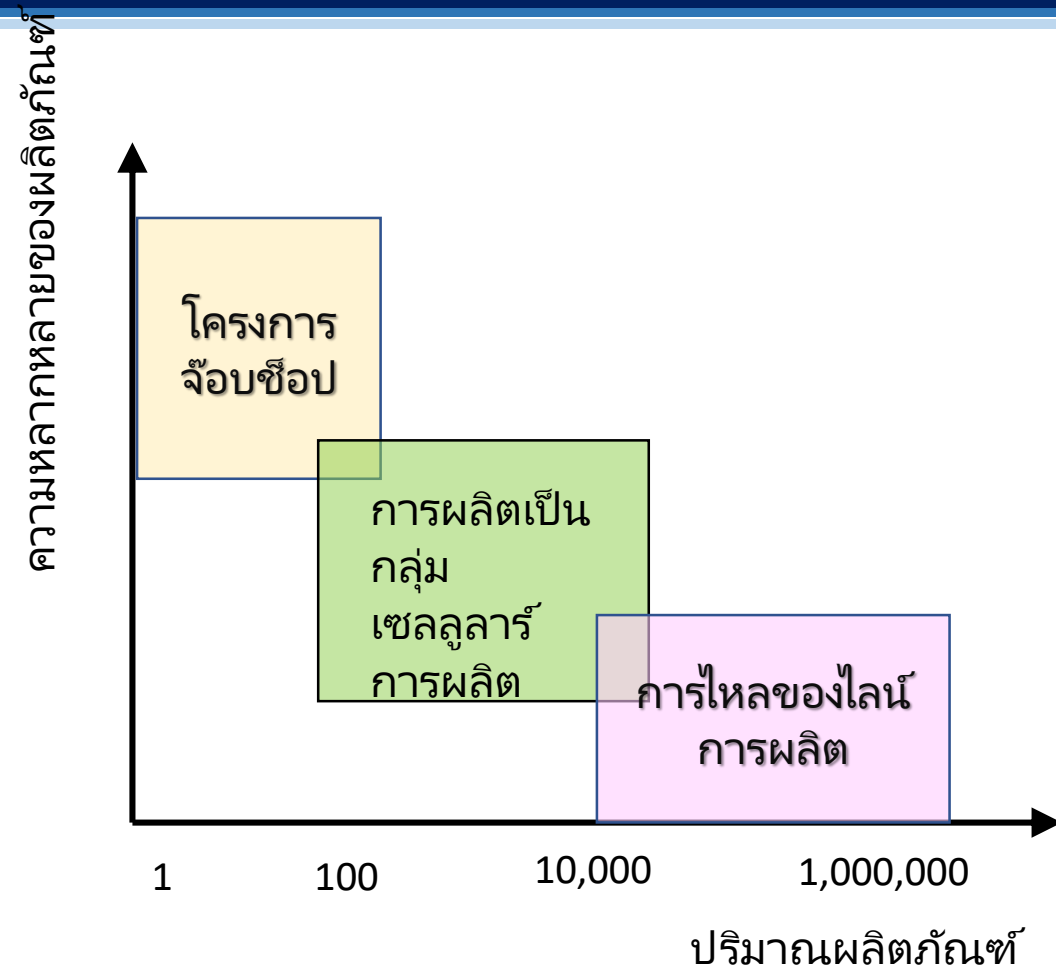 ความหลากหลายของผลิตภัณฑ์
โครงการ
จ๊อบช็อป
การผลิตเป็น
กลุ่ม
เซลลูลาร์
การผลิต
การไหลของไลน์
การผลิต
1
100
10,000
1,000,000
ปริมาณผลิตภัณฑ์